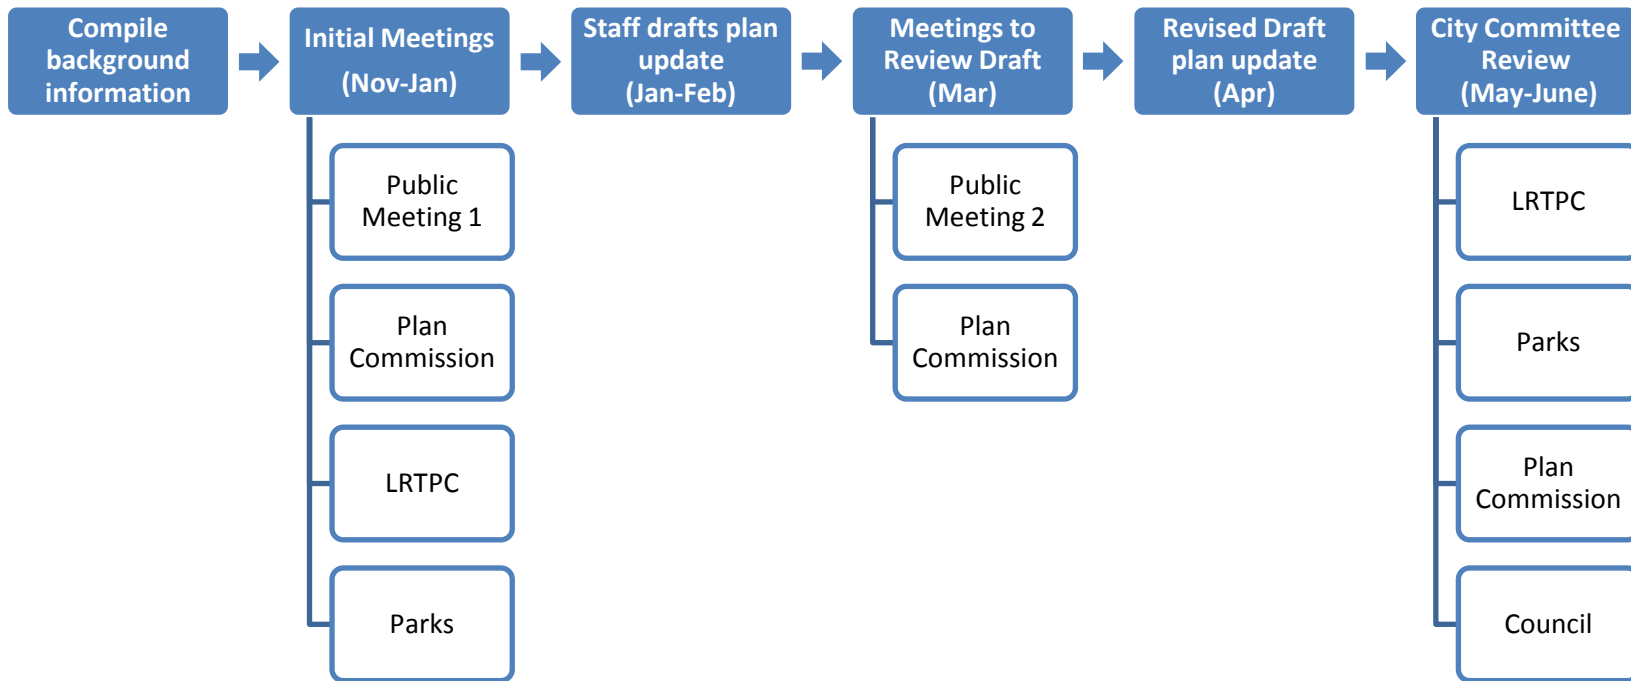 Compile
background
information
Initial Meetings
(Nov-Jan)
Staff drafts plan
update
(Jan-Feb)
Meetings to
Review Draft
(Mar)
Revised Draft
plan update
(Apr)
City Committee
Review
(May-June)
Public
Meeting 1
Plan
Commission
LRTPC
Parks
Public
Meeting 2
Plan
Commission
LRTPC
Parks
Plan
Commission
Council